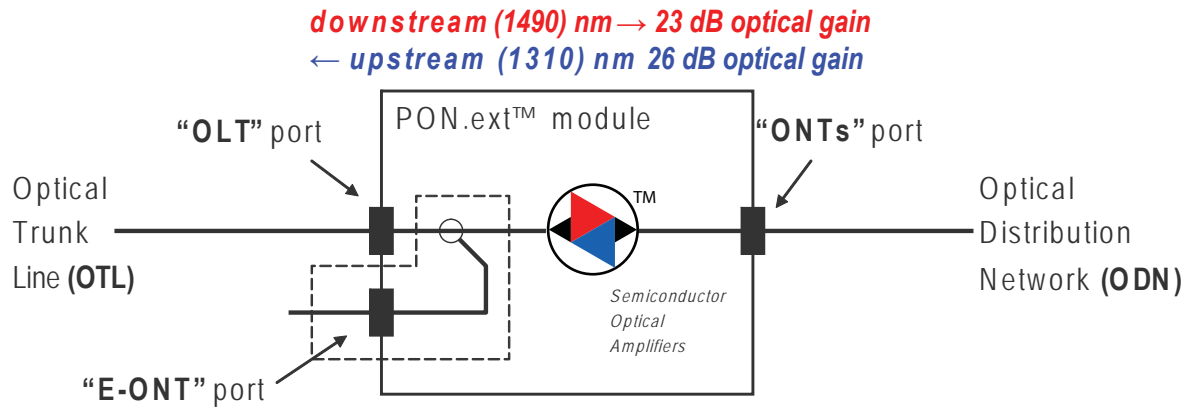 downstream (1490) nm → 23 dB optical gain
← upstream (1310) nm 26 dB optical gain
PON.ext™ module
“OLT” port
“ONTs” port
Optical
Trunk
Line (OTL)
TM
Optical
Distribution
Network (ODN)
Semiconductor
Optical
Amplifiers
“E-ONT” port